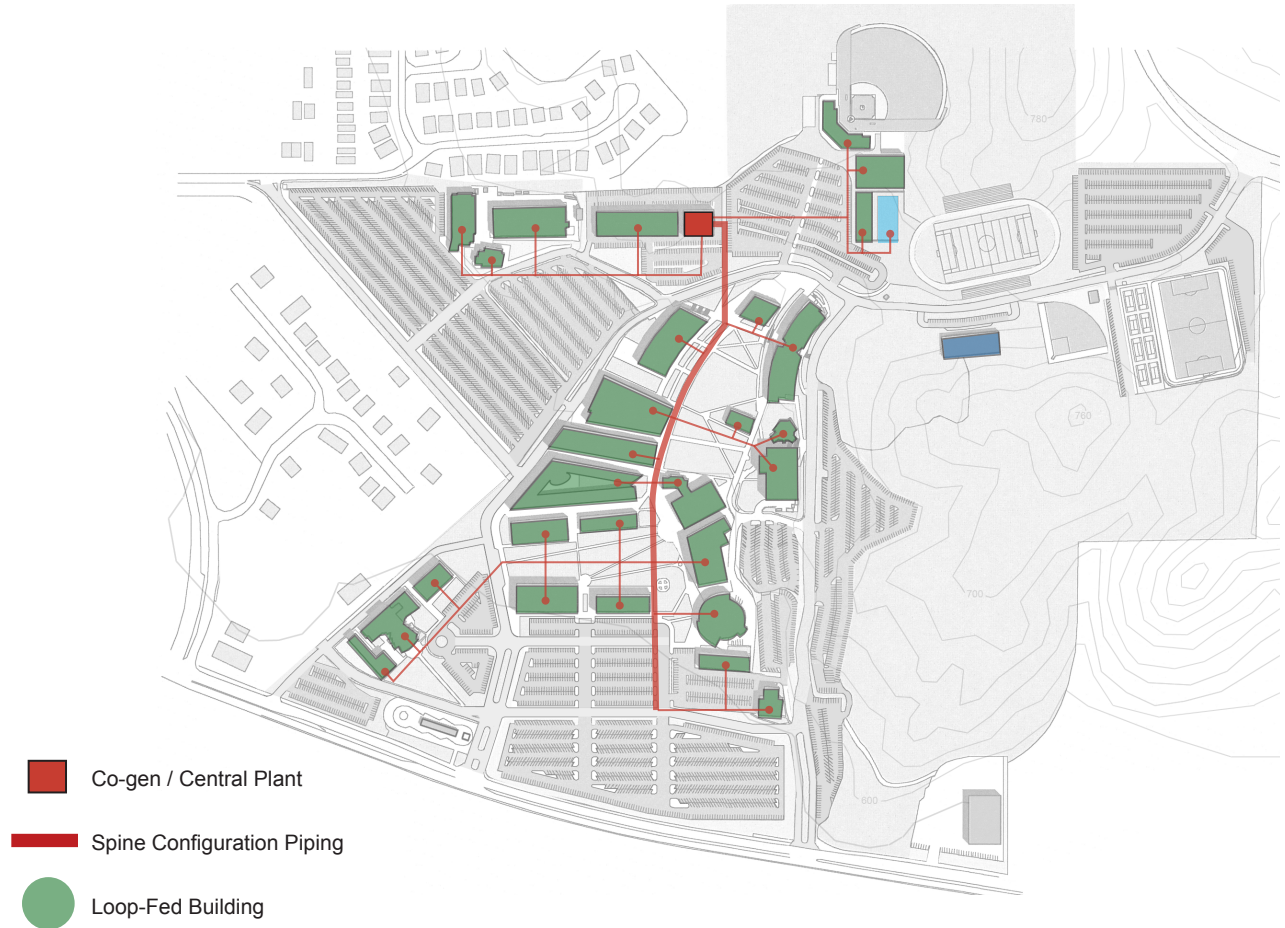 780
760
700
600
Co-gen / Central Plant
Spine Configuration Piping
Loop-Fed Building